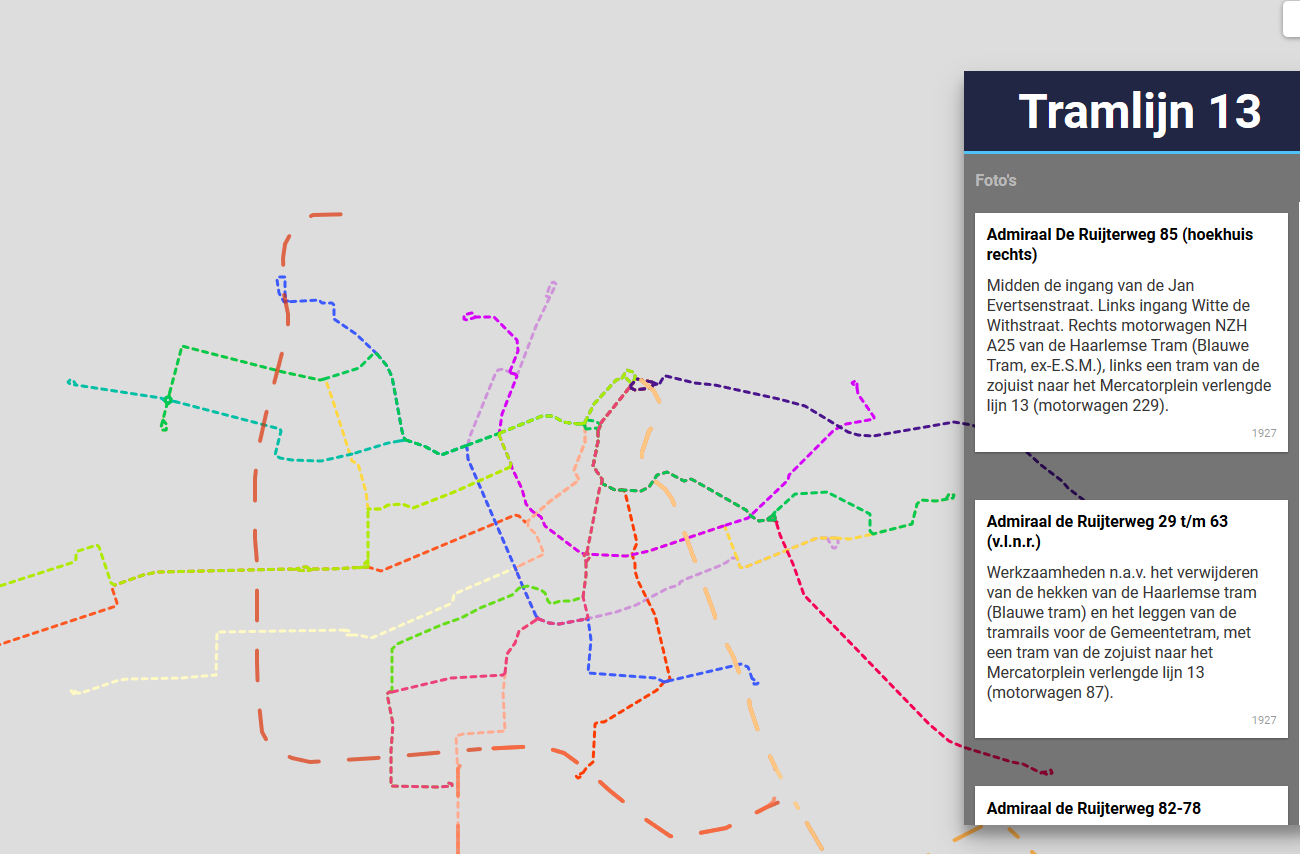 Tramlijn 13
Foto's
Admiraal De Ruijterweg 85 (hoekhuis
rechts)
Midden de ingang van de Jan
Evertsenstraat. Links ingang Witte de
Withstraat. Rechts motorwagen NZH
A25 van de Haarlemse Tram (Blauwe
Tram, ex-E.S.M.), links een tram van de
zojuist naar het Mercatorplein verlengde
lijn 13 (motorwagen 229).
1927
Admiraal de Ruijterweg 29 t/m 63
(v.l.n.r.)
Werkzaamheden n.a.v. het verwijderen
van de hekken van de Haarlemse tram
(Blauwe tram) en het leggen van de
tramrails voor de Gemeentetram, met
een tram van de zojuist naar het
Mercatorplein verlengde lijn 13
(motorwagen 87).
1927
Admiraal de Ruijterweg 82-78